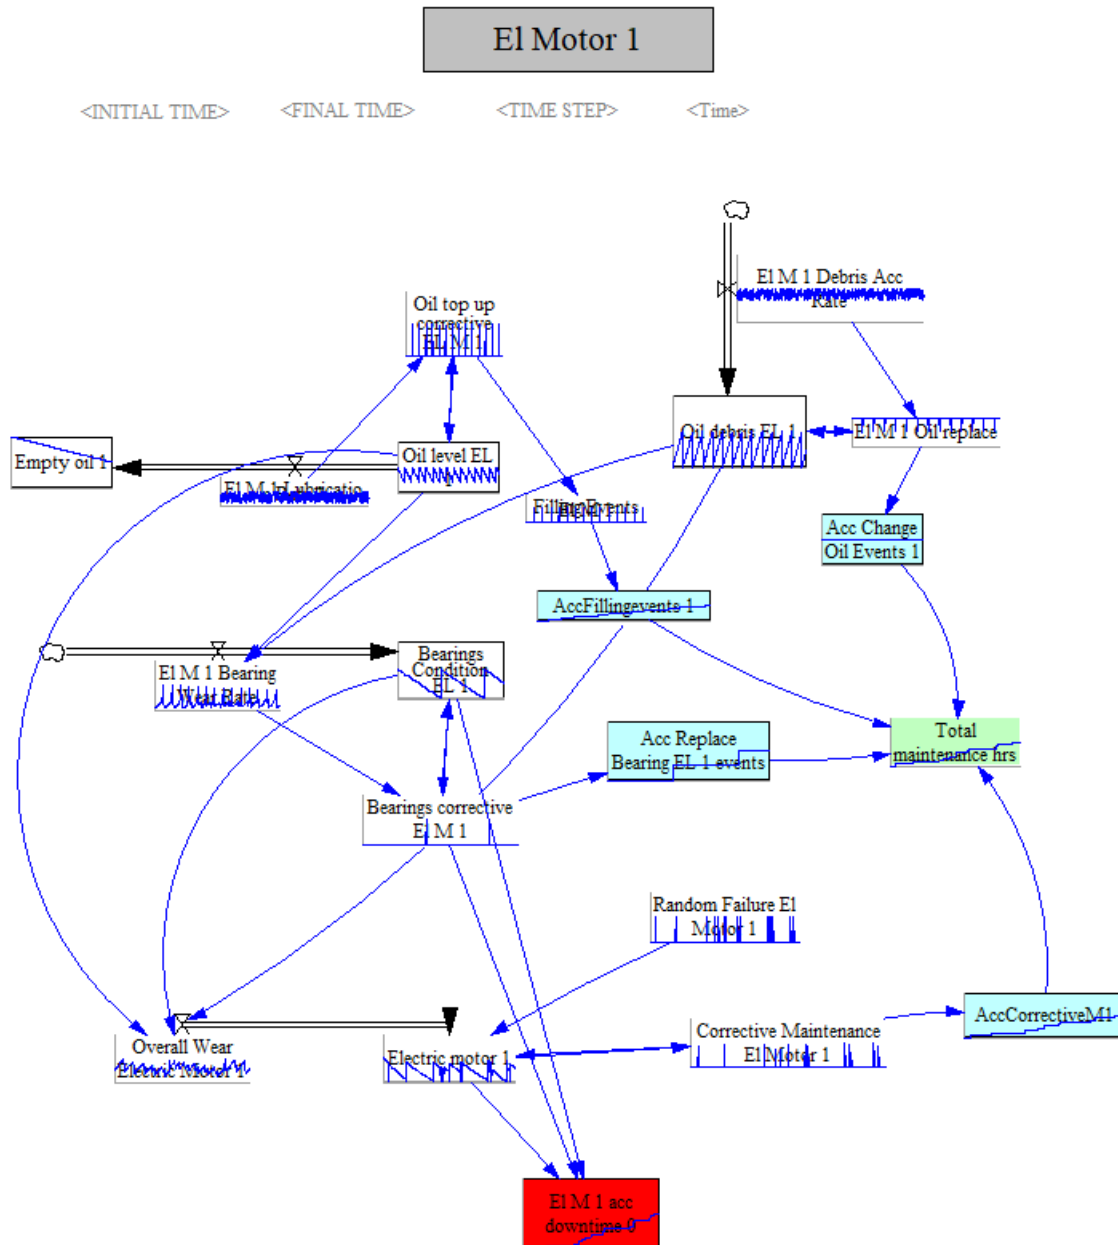 El Motor 1
<INITIAL TIME> <FINAL TIME> <TIME STEP> <Time>
El M 1 Debris Acc
Rate
Oil top up
corrective
EL M 1
Oil debris EL 1
El M 1 Oil replace
Empty oil 1
Oil level EL
1
El M 1 Lubricatio
Filling Events
Acc Change
Oil Events 1
AccFillingevents 1
Bearings
Condition
EL 1
El M 1 Bearing
Wear Rate
Total
maintenance hrs
Acc Replace
Bearing EL 1 events
Bearings corrective
El M 1
Random Failure El
Motor 1
AccCorrectiveM1
Corrective Maintenance
El Motor 1
Overall Wear
Electric Motor 1
Electric motor 1
El M 1 acc
downtime 0